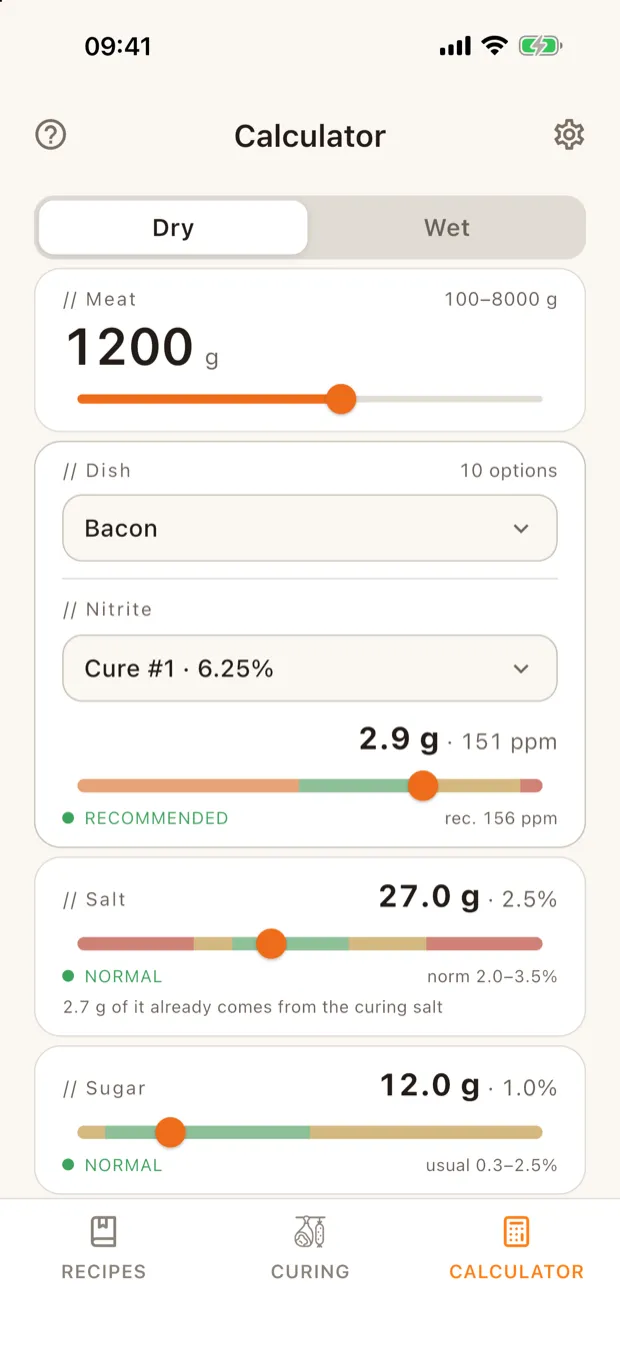 09:41
Calculator
Dry
Wet
// Meat
100–8000 g
1200 g
// Dish
10 options
Bacon
// Nitrite
Cure #1 · 6.25%
2.9 g · 151 ppm
RECOMMENDED
rec. 156 ppm
// Salt
27.0 g · 2.5%
NORMAL
norm 2.0–3.5%
2.7 g of it already comes from the curing salt
// Sugar
12.0 g · 1.0%
NORMAL
usual 0.3–2.5%
RECIPES
CURING
CALCULATOR